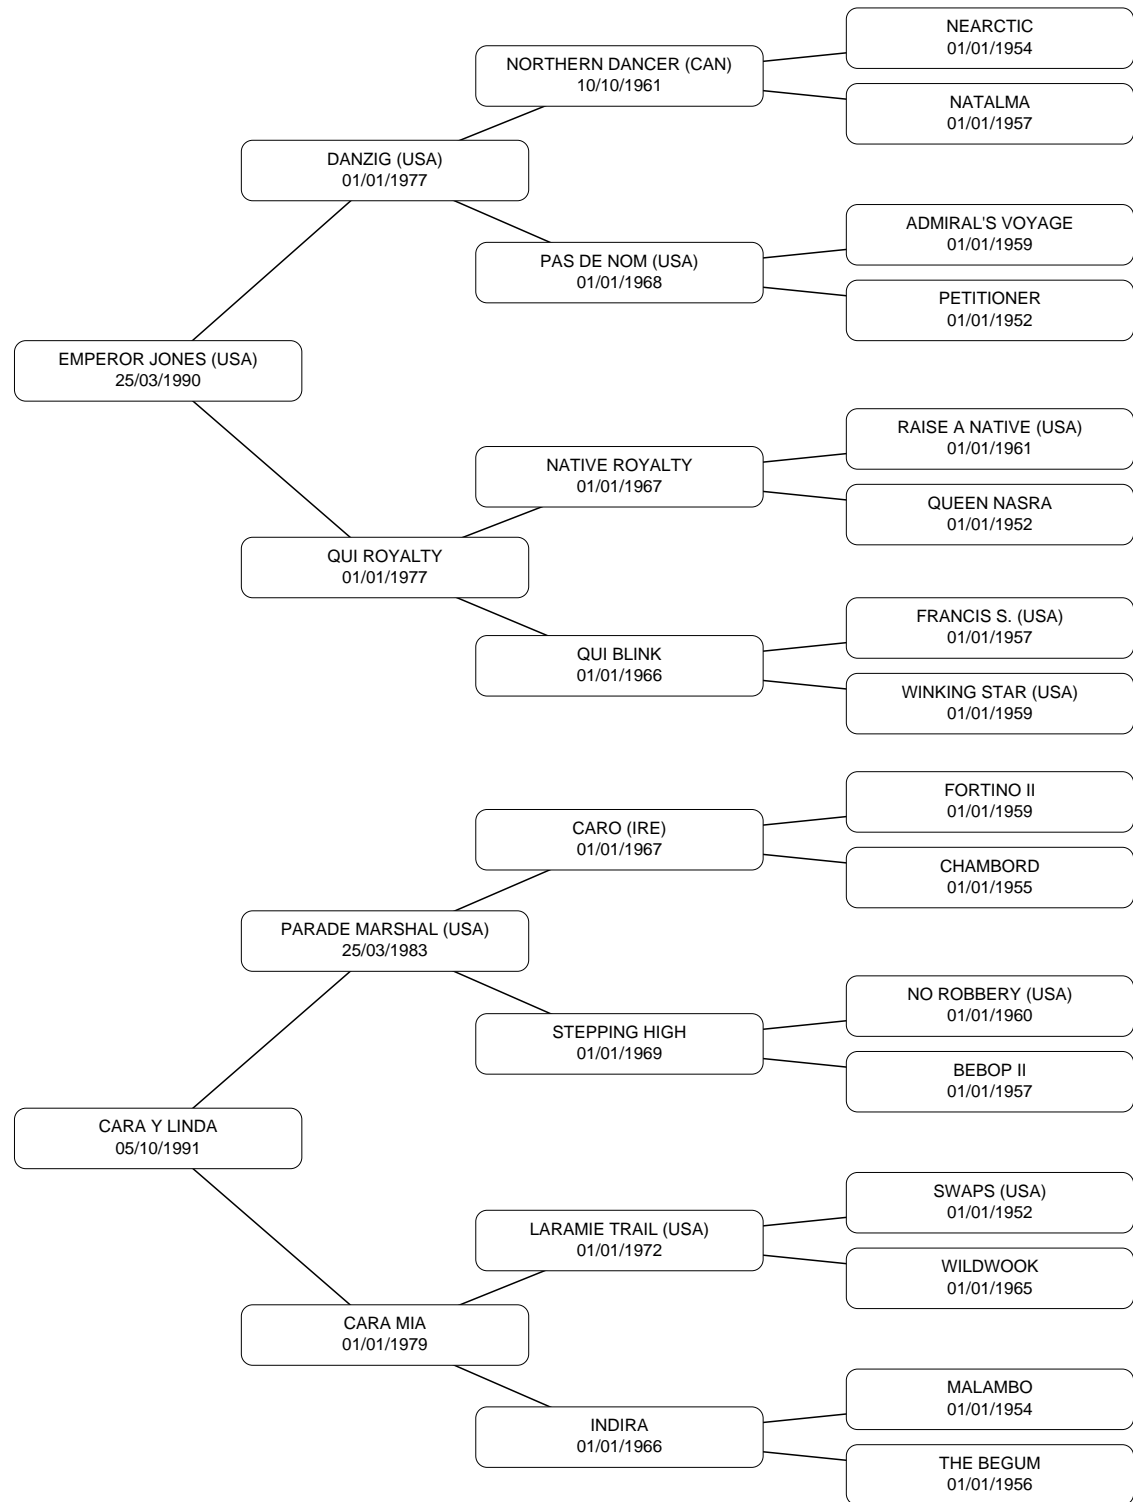 NEARCTIC
01/01/1954
NORTHERN DANCER (CAN)
10/10/1961
NATALMA
01/01/1957
DANZIG (USA)
01/01/1977
ADMIRAL'S VOYAGE
01/01/1959
PAS DE NOM (USA)
01/01/1968
PETITIONER
01/01/1952
EMPEROR JONES (USA)
25/03/1990
RAISE A NATIVE (USA)
01/01/1961
NATIVE ROYALTY
01/01/1967
QUEEN NASRA
01/01/1952
QUI ROYALTY
01/01/1977
FRANCIS S. (USA)
01/01/1957
QUI BLINK
01/01/1966
WINKING STAR (USA)
01/01/1959
FORTINO II
01/01/1959
CARO (IRE)
01/01/1967
CHAMBORD
01/01/1955
PARADE MARSHAL (USA)
25/03/1983
NO ROBBERY (USA)
01/01/1960
STEPPING HIGH
01/01/1969
BEBOP II
01/01/1957
CARA Y LINDA
05/10/1991
SWAPS (USA)
01/01/1952
LARAMIE TRAIL (USA)
01/01/1972
WILDWOOK
01/01/1965
CARA MIA
01/01/1979
MALAMBO
01/01/1954
INDIRA
01/01/1966
THE BEGUM
01/01/1956